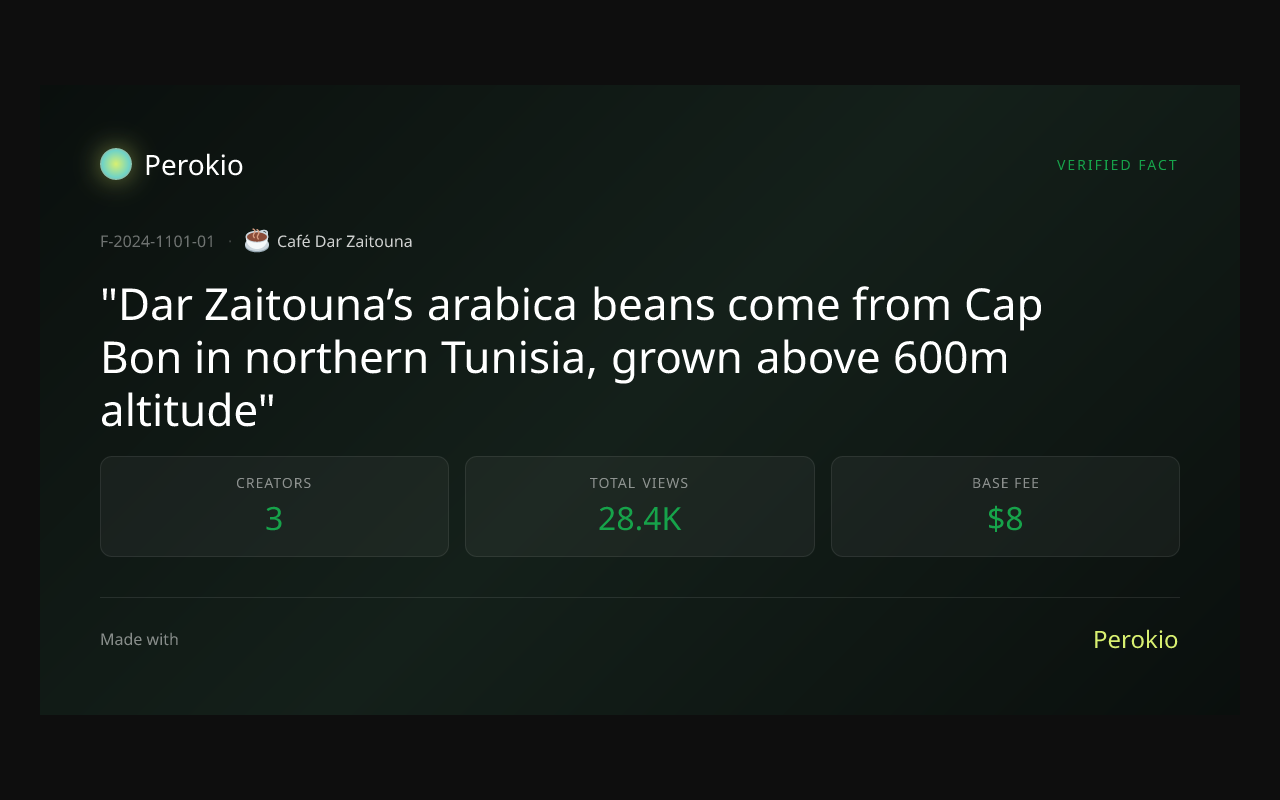 Perokio
VERIFIED FACT
F-2024-1101-01 · Café Dar Zaitouna
"Dar Zaitouna’s arabica beans come from Cap
Bon in northern Tunisia, grown above 600m
altitude"
CREATORS
3
TOTAL VIEWS
28.4K
BASE FEE
$8
Made with
Perokio